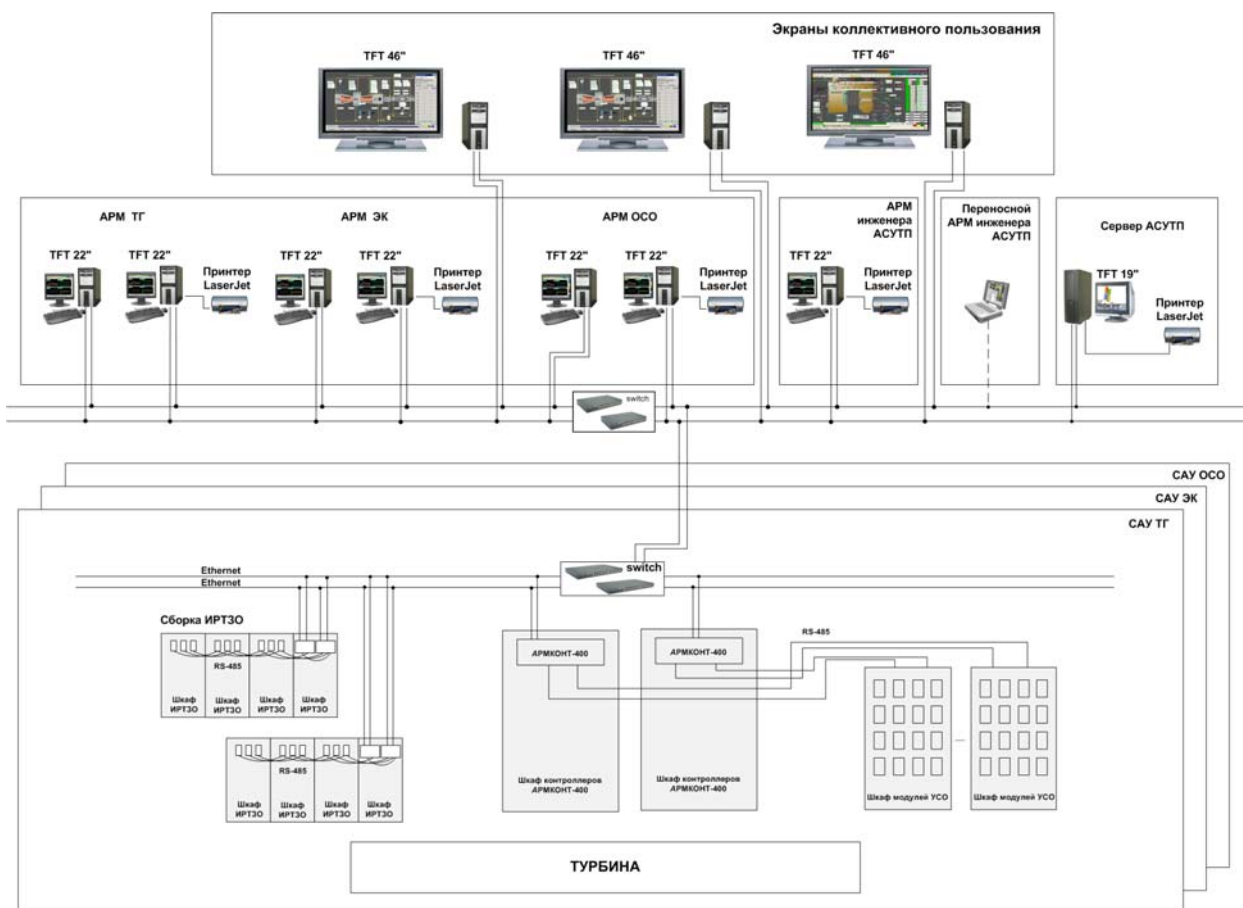 Экраны коллективного пользования
TFT 46"
TFT 46"
TFT 46"
АРМ ТГ
АРМ ЭК
АРМ ОСО
АРМ
инженера
АСУТП
Переносной
АРМ инженера
АСУТП
Сервер АСУТП
TFT 22"
TFT 22"
Принтер
LaserJet
TFT 22"
TFT 22"
Принтер
LaserJet
TFT 22"
TFT 22"
Принтер
LaserJet
TFT 22"
Принтер
LaserJet
TFT 19"
Принтер
LaserJet
switch
САУ ОСО
САУ ЭК
САУ ТГ
Ethernet
Ethernet
switch
Сборка ИРТЗО
RS-485
Шкаф
ИРТЗО
Шкаф
ИРТЗО
Шкаф
ИРТЗО
Шкаф
ИРТЗО
RS-485
Шкаф
ИРТЗО
Шкаф
ИРТЗО
Шкаф
ИРТЗО
Шкаф
ИРТЗО
АРМКОНТ-400
Шкаф контроллеров
АРМКОНТ-400
АРМКОНТ-400
Шкаф контроллеров
АРМКОНТ-400
RS-485
Шкаф модулей УСО
Шкаф модулей УСО
ТУРБИНА